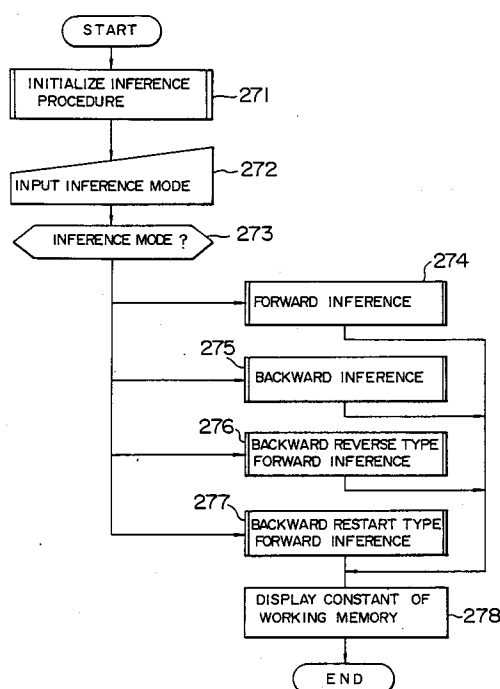 START
INITIALIZE INFERENCE
PROCEDURE
271
INPUT INFERENCE MODE
272
INFERENCE MODE ?
273
274
FORWARD INFERENCE
275
BACKWARD INFERENCE
276
BACKWARD REVERSE TYPE
FORWARD INFERENCE
277
BACKWARD RESTART TYPE
FORWARD INFERENCE
DISPLAY CONSTANT OF
WORKING MEMORY
278
END